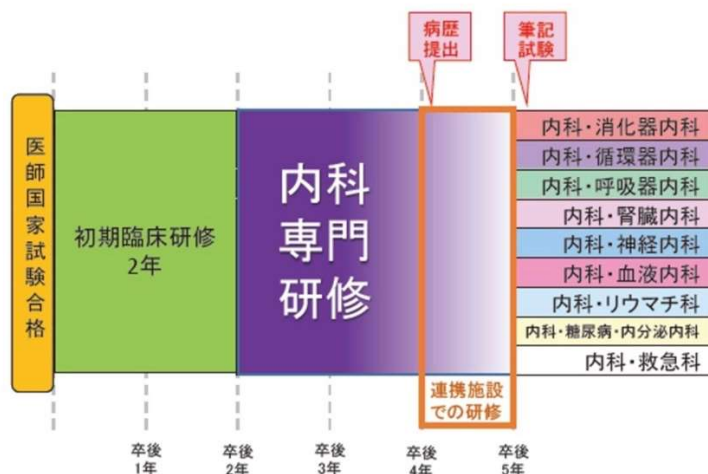 病歴
提出
筆記
試験
医師国家試験合格
初期臨床研修
2年
内科
専門
研修
内科・消化器内科
内科・循環器内科
内科・呼吸器内科
内科・腎臓内科
内科・神経内科
内科・血液内科
内科・リウマチ科
内科・糖尿病・内分泌内科
内科・救急科
連携施設
での研修
卒後
1年
卒後
2年
卒後
3年
卒後
4年
卒後
5年